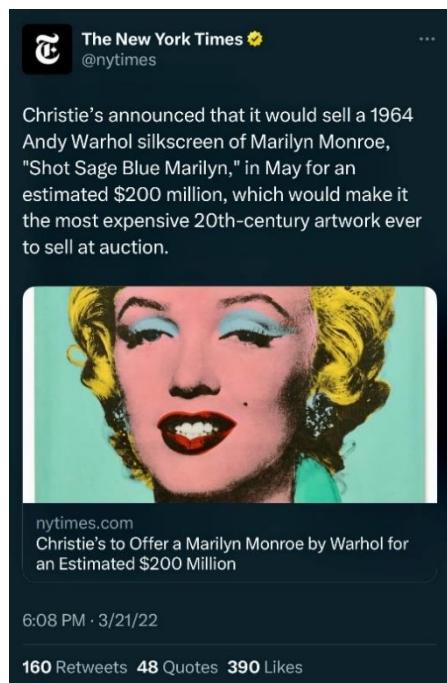 The New York Times
@nytimes
Christie’s announced that it would sell a 1964
Andy Warhol silkscreen of Marilyn Monroe,
"Shot Sage Blue Marilyn," in May for an
estimated $200 million, which would make it
the most expensive 20th-century artwork ever
to sell at auction.
nytimes.com
Christie’s to Offer a Marilyn Monroe by Warhol for
an Estimated $200 Million
6:08 PM · 3/21/22
160 Retweets 48 Quotes 390 Likes